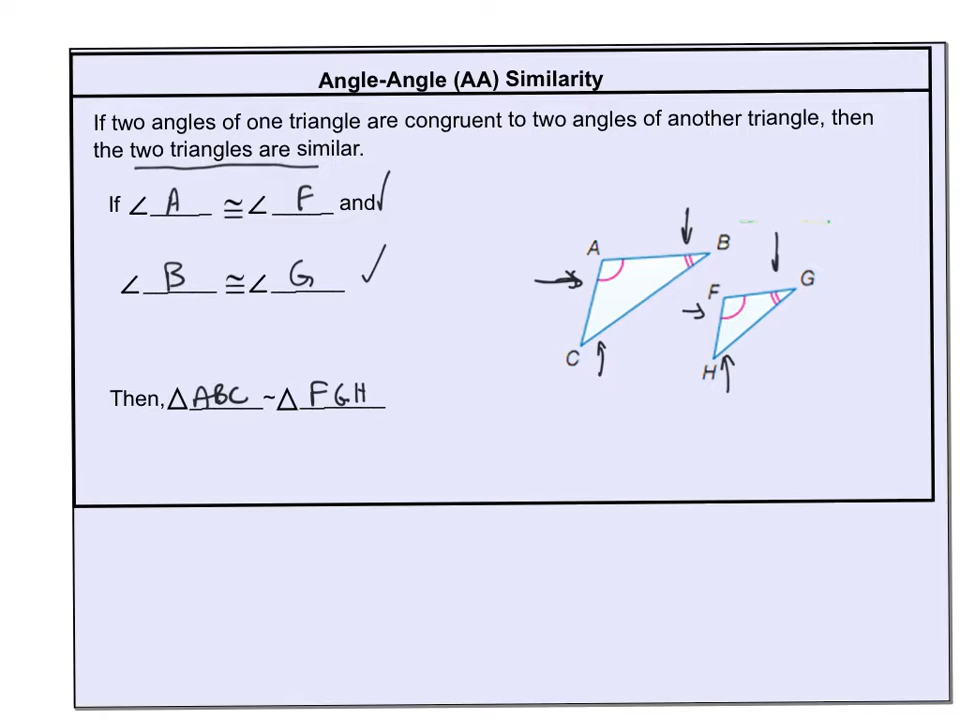 Angle-Angle (AA) Similarity
If two angles of one triangle are congruent to two angles of another triangle, then
the two triangles are similar.
If ∠ A ≅ ∠ F and
∠ B ≅ ∠ G
Then, △ ABC ~ △ FGH
A
B
C
F
G
H